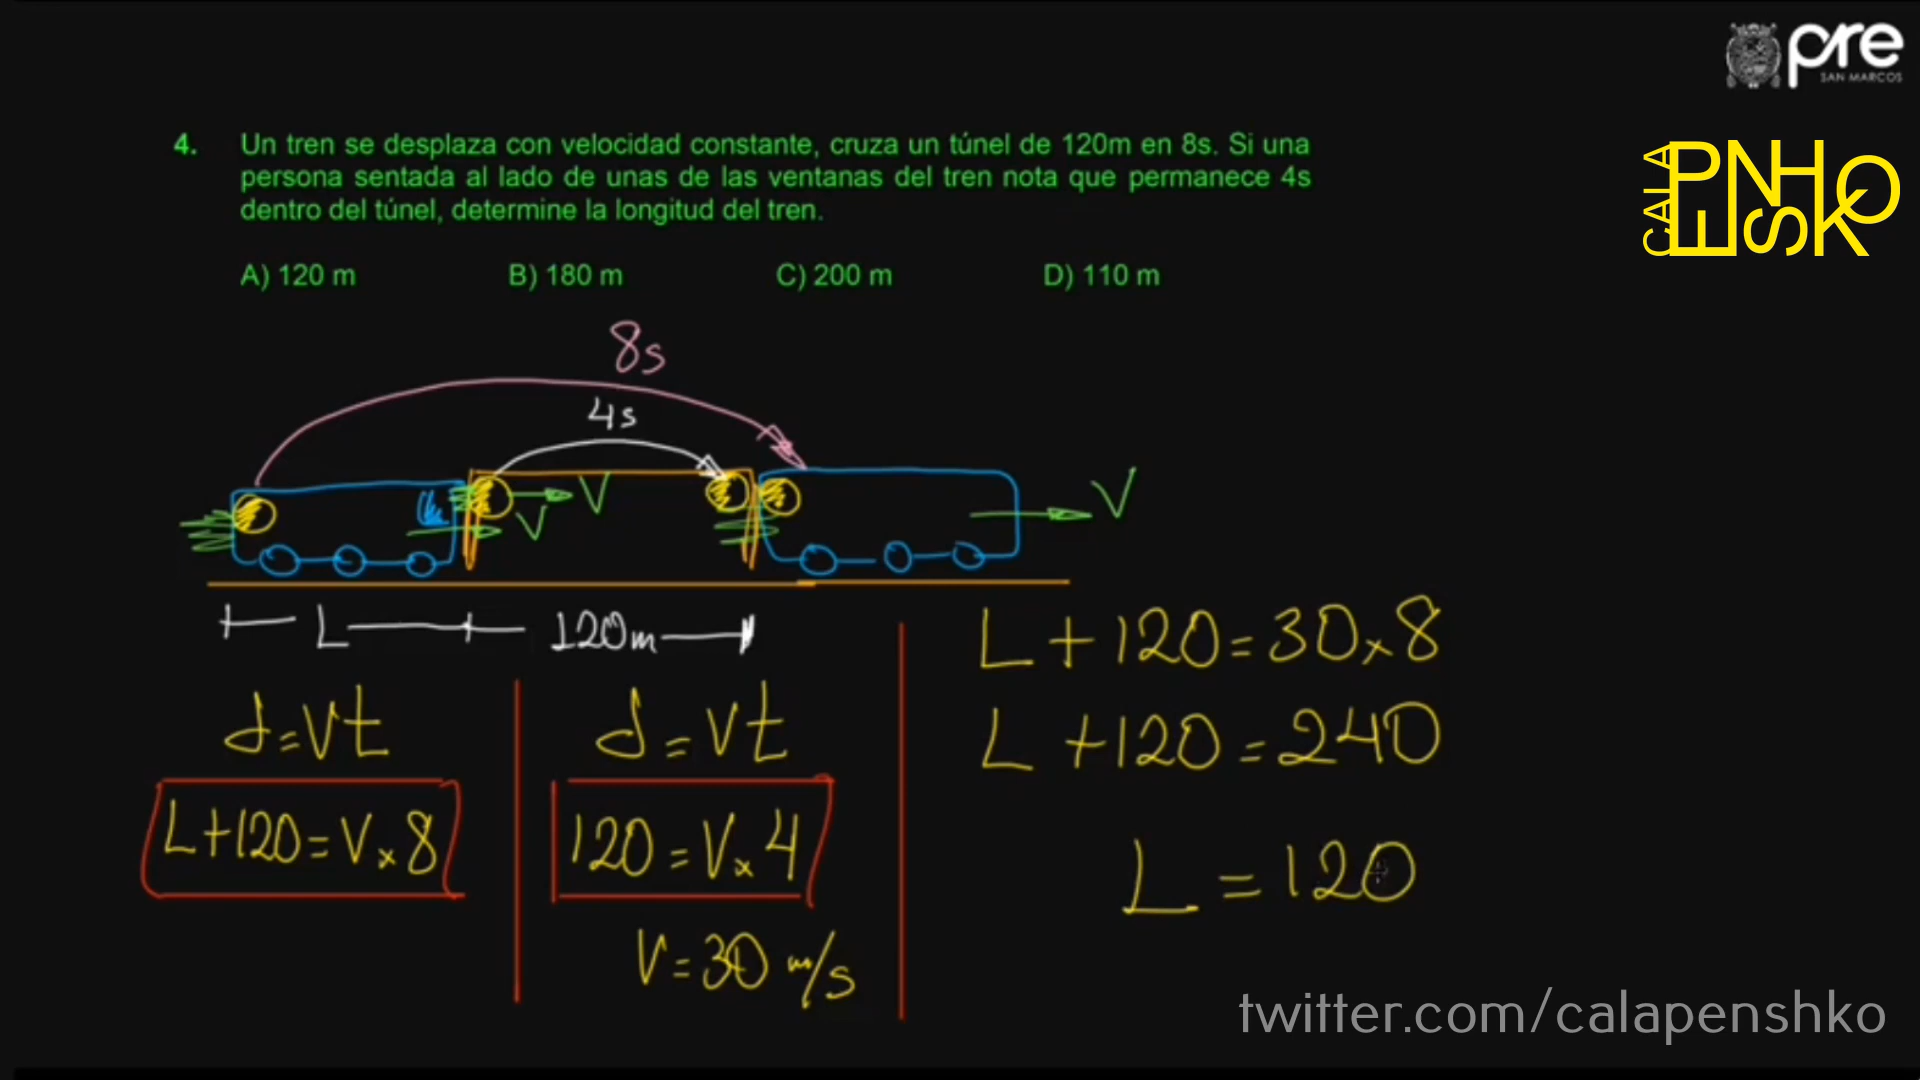 pre
SAN MARCOS
CALA
PENSHKO
4. Un tren se desplaza con velocidad constante, cruza un túnel de 120m en 8s. Si una
persona sentada al lado de unas de las ventanas del tren nota que permanece 4s
dentro del túnel, determine la longitud del tren.
A) 120 m B) 180 m C) 200 m D) 110 m
8s
4s
V
V
V
L 120m
d=Vt
L+120=V×8
d=Vt
120=V×4
V=30 m/s
L+120=30×8
L+120=240
L=120
twitter.com/calapenshko